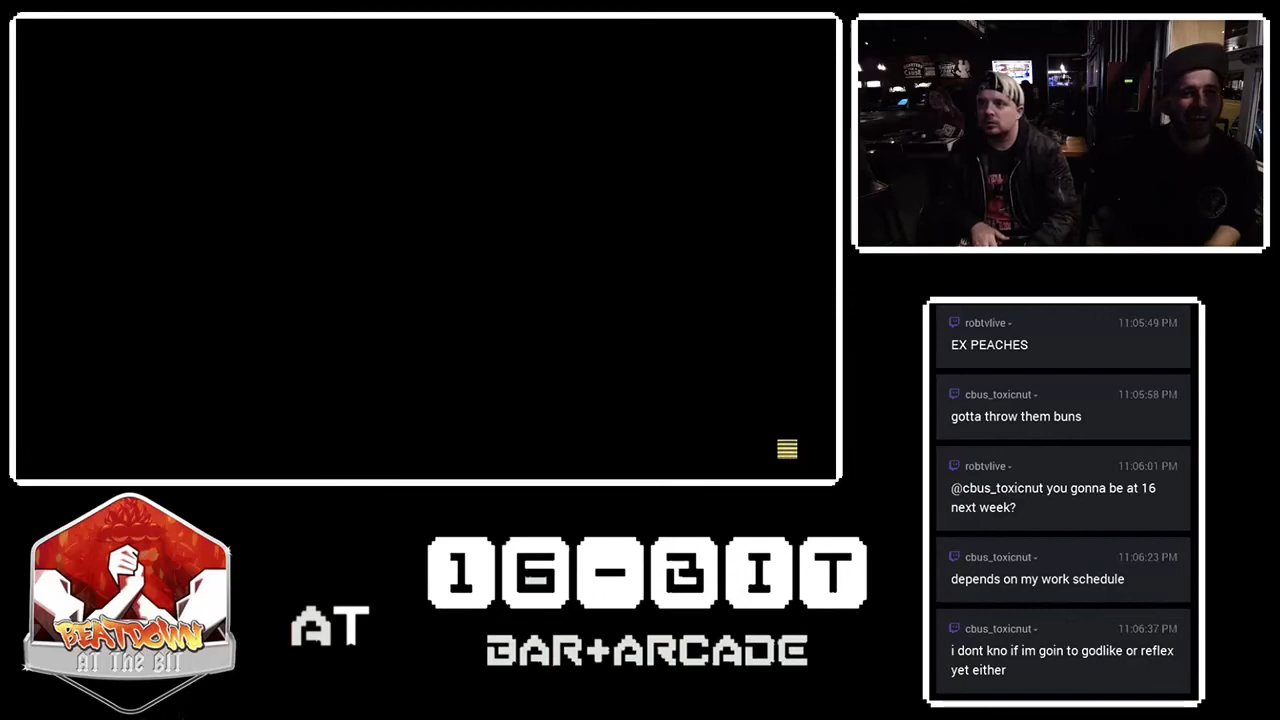 robtvlive - 11:05:49 PM
EX PEACHES
cbus_toxicnut - 11:05:58 PM
gotta throw them buns
robtvlive - 11:06:01 PM
@cbus_toxicnut you gonna be at 16
next week?
cbus_toxicnut - 11:06:23 PM
depends on my work schedule
cbus_toxicnut - 11:06:37 PM
i dont kno if im goin to godlike or reflex
yet either
BEATDOWN
AT THE BIT
AT
16-BIT
BAR+ARCADE